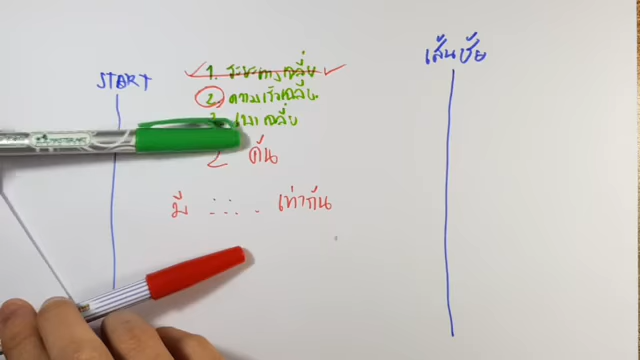 START
เส้นชัย
1. ระยะทางเฉลี่ย
2. ความเร็วเฉลี่ย
3. เวลาเฉลี่ย
2 คัน
มี ......... เท่ากัน